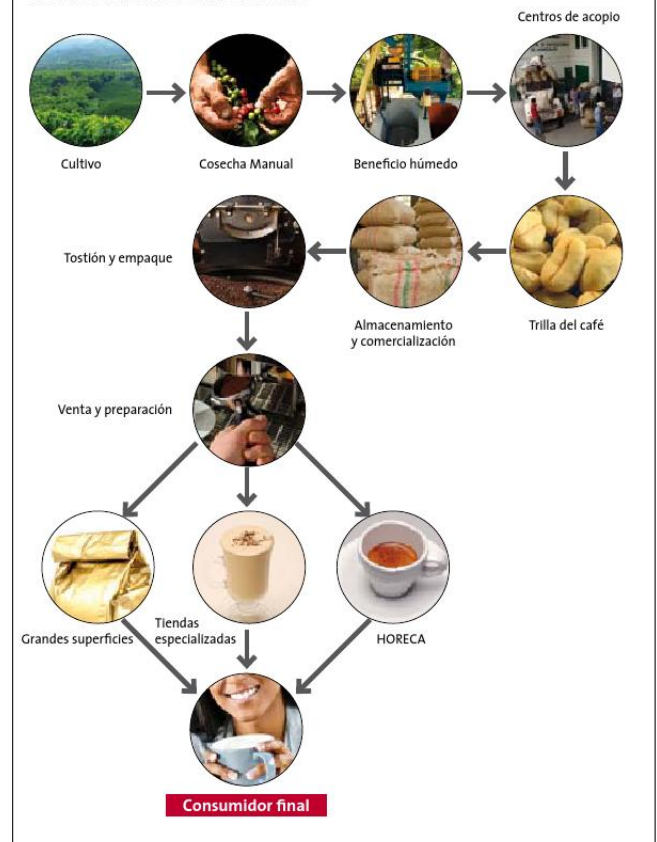 Centros de acopio
Cultivo
Cosecha Manual
Beneficio húmedo
Tostión y empaque
Almacenamiento
y comercialización
Trilla del café
Venta y preparación
Grandes superficies
Tiendas
especializadas
HORECA
Consumidor final